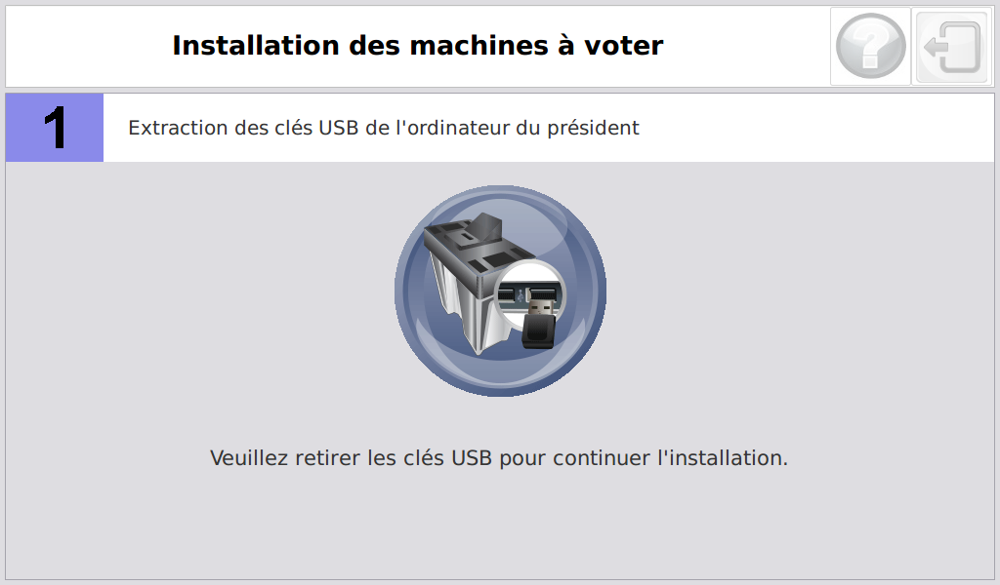 Installation des machines à voter
?
1
Extraction des clés USB de l'ordinateur du président
Veuillez retirer les clés USB pour continuer l'installation.